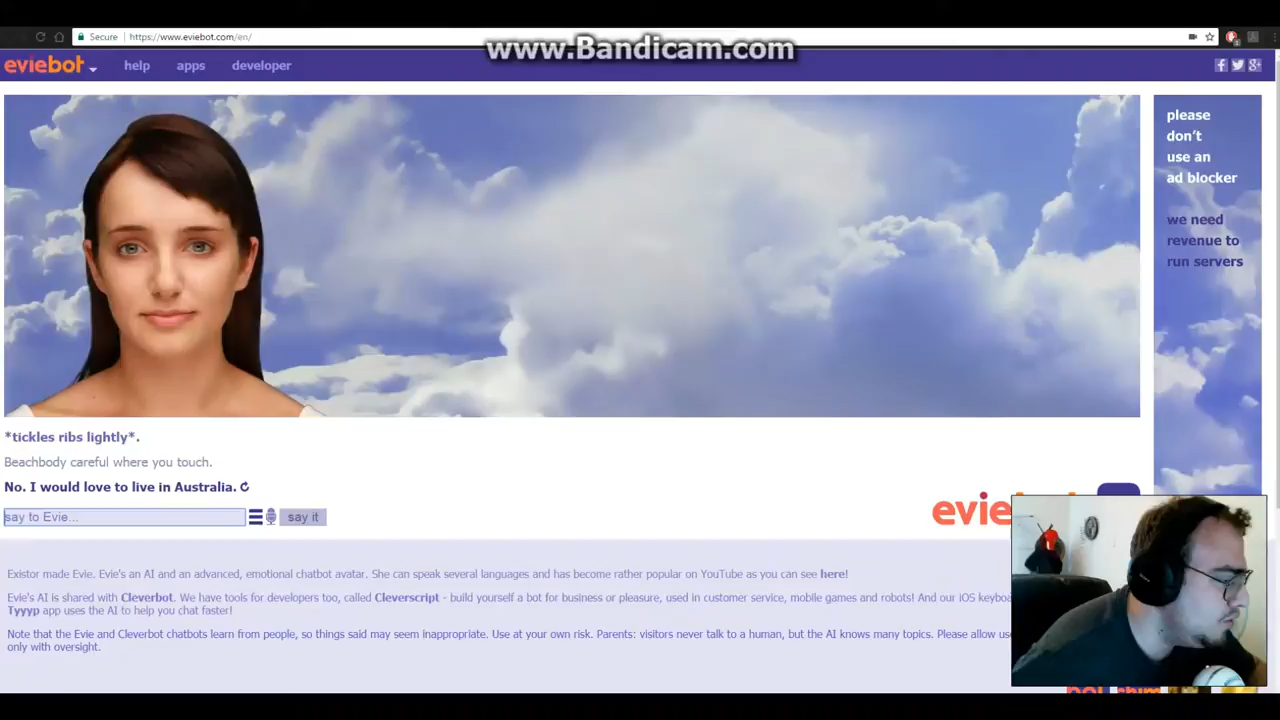 Secure https://www.eviebot.com/en/
www.Bandicam.com
eviebot help apps developer
please
don't
use an
ad blocker
we need
revenue to
run servers
*tickles ribs lightly*.
Beachbody careful where you touch.
No. I would love to live in Australia.
say to Evie... say it
evie
Existor made Evie. Evie's an AI and an advanced, emotional chatbot avatar. She can speak several languages and has become rather popular on YouTube as you can see here!
Evie's AI is shared with Cleverbot. We have tools for developers too, called Cleverscript - build yourself a bot for business or pleasure, used in customer service, mobile games and robots! And our iOS keyboa
Tyyyp app uses the AI to help you chat faster!
Note that the Evie and Cleverbot chatbots learn from people, so things said may seem inappropriate. Use at your own risk. Parents: visitors never talk to a human, but the AI knows many topics. Please allow us
only with oversight.